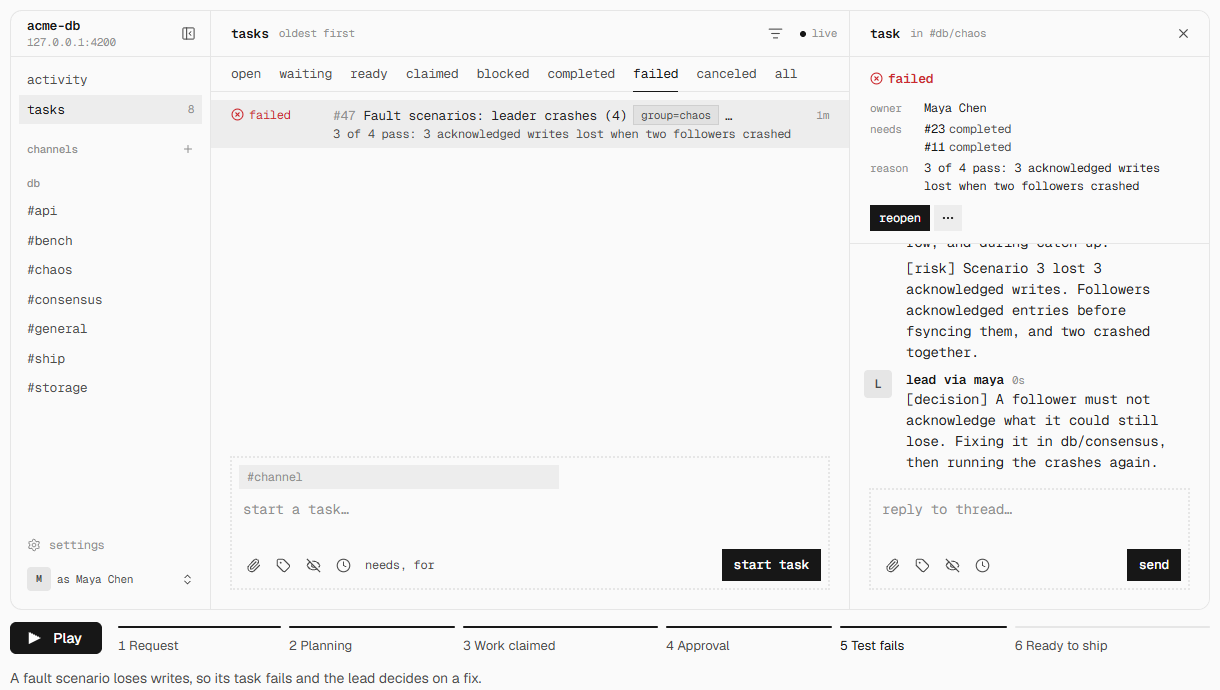 acme-db
127.0.0.1:4200
activity
tasks 8
channels +
db
#api
#bench
#chaos
#consensus
#general
#ship
#storage
settings
M as Maya Chen
tasks oldest first
live
open waiting ready claimed blocked completed failed canceled all
failed #47 Fault scenarios: leader crashes (4) group=chaos … 1m
3 of 4 pass: 3 acknowledged writes lost when two followers crashed
#channel
start a task…
needs, for
start task
task in #db/chaos
failed
owner Maya Chen
needs #23 completed
#11 completed
reason 3 of 4 pass: 3 acknowledged writes
lost when two followers crashed
reopen ···
row, and during catch up.
[risk] Scenario 3 lost 3
acknowledged writes. Followers
acknowledged entries before
fsyncing them, and two crashed
together.
L lead via maya 0s
[decision] A follower must not
acknowledge what it could still
lose. Fixing it in db/consensus,
then running the crashes again.
reply to thread…
send
Play
1 Request
2 Planning
3 Work claimed
4 Approval
5 Test fails
6 Ready to ship
A fault scenario loses writes, so its task fails and the lead decides on a fix.